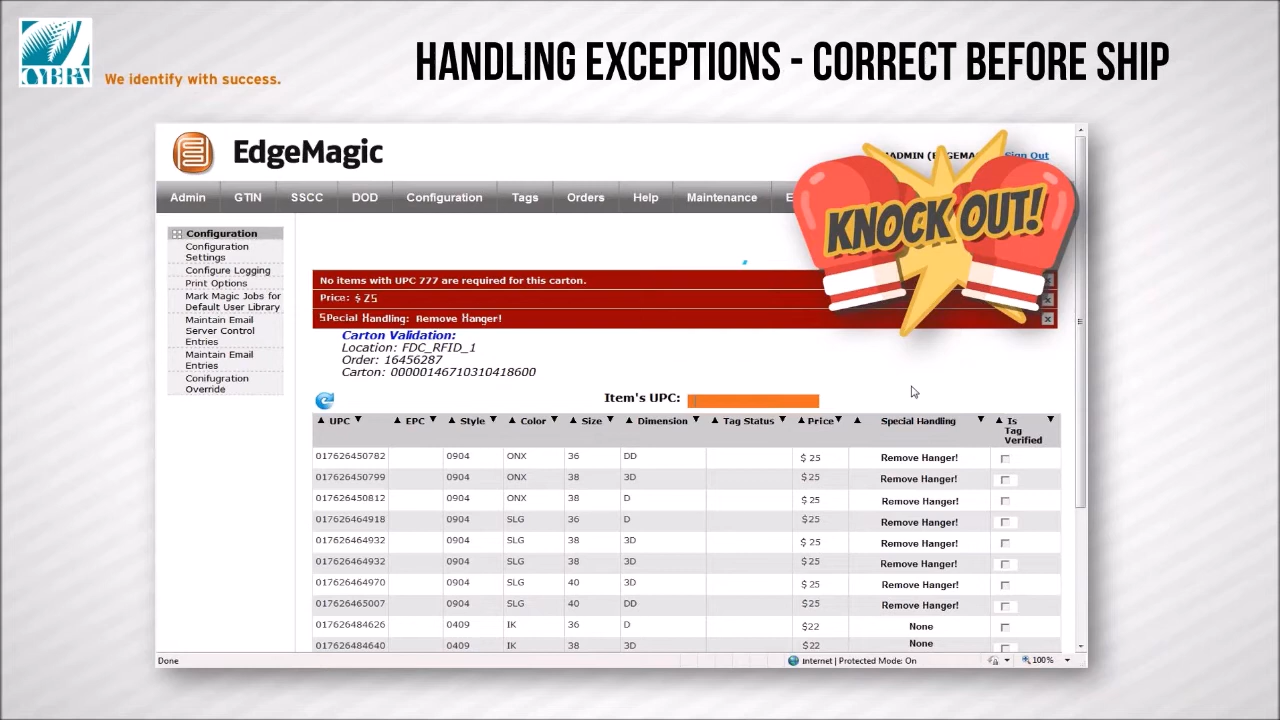 HANDLING EXCEPTIONS - CORRECT BEFORE SHIP
CYBRA
We identify with success.
EdgeMagic
Sign Out
Admin GTIN SSCC DOD Configuration Tags Orders Help Maintenance
KNOCK OUT!
Configuration
Configuration
Settings
Configure Logging
Print Options
Mark Magic Jobs for
Default User Library
Maintain Email
Server Control
Entries
Maintain Email
Entries
Conifugration
Override
No items with UPC 777 are required for this carton.
Price: $ 25
SPecial Handling: Remove Hanger!
Carton Validation:
Location: FDC_RFID_1
Order: 16456287
Carton: 00000146710310418600
Item's UPC:
UPC EPC Style Color Size Dimension Tag Status Price Special Handling Is
Tag
Verified
017626450782 0904 ONX 36 DD $ 25 Remove Hanger!
017626450799 0904 ONX 38 3D $25 Remove Hanger!
017626450812 0904 ONX 38 D $ 25 Remove Hanger!
017626464918 0904 SLG 36 D $25 Remove Hanger!
017626464932 0904 SLG 38 3D $ 25 Remove Hanger!
017626464932 0904 SLG 38 3D $25 Remove Hanger!
017626464970 0904 SLG 40 3D $ 25 Remove Hanger!
017626465007 0904 SLG 40 DD $25 Remove Hanger!
017626484626 0409 IK 36 D $22 None
017626484640 0409 IK 38 3D $22 None
Done Internet | Protected Mode: On 100%